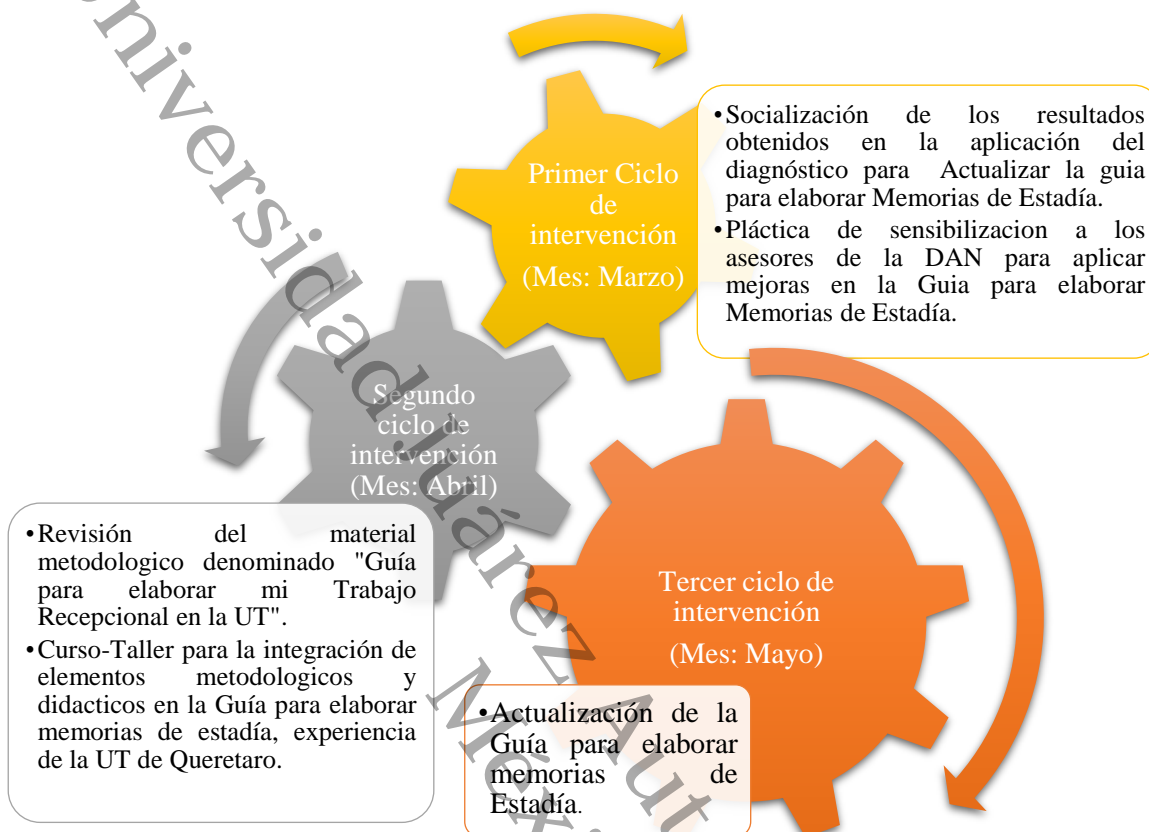 Primer Ciclo
de
intervención
(Mes: Marzo)
•Socialización de los resultados
obtenidos en la aplicación del
diagnóstico para Actualizar la guia
para elaborar Memorias de Estadía.
•Pláctica de sensibilizacion a los
asesores de la DAN para aplicar
mejoras en la Guia para elaborar
Memorias de Estadía.
Segundo
ciclo de
intervención
(Mes: Abril)
•Revisión del material
metodologico denominado "Guía
para elaborar mi Trabajo
Recepcional en la UT".
•Curso-Taller para la integración de
elementos metodologicos y
didacticos en la Guía para elaborar
memorias de estadía, experiencia
de la UT de Queretaro.
Tercer ciclo de
intervención
(Mes: Mayo)
•Actualización de la
Guía para elaborar
memorias de
Estadía.
Juárez